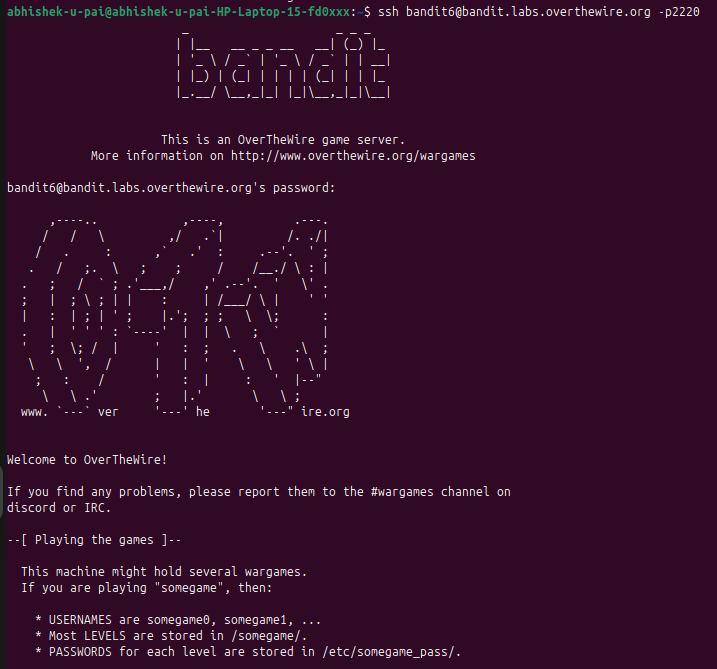 abhishek-u-pai@abhishek-u-pai-HP-Laptop-15-fd0xxx:~$ ssh bandit6@bandit.labs.overthewire.org -p2220
bandit
This is an OverTheWire game server.
More information on http://www.overthewire.org/wargames
bandit6@bandit.labs.overthewire.org's password:
www. ver he ire.org
Welcome to OverTheWire!
If you find any problems, please report them to the #wargames channel on
discord or IRC.
--[ Playing the games ]--
This machine might hold several wargames.
If you are playing "somegame", then:
* USERNAMES are somegame0, somegame1, ...
* Most LEVELS are stored in /somegame/.
* PASSWORDS for each level are stored in /etc/somegame_pass/.